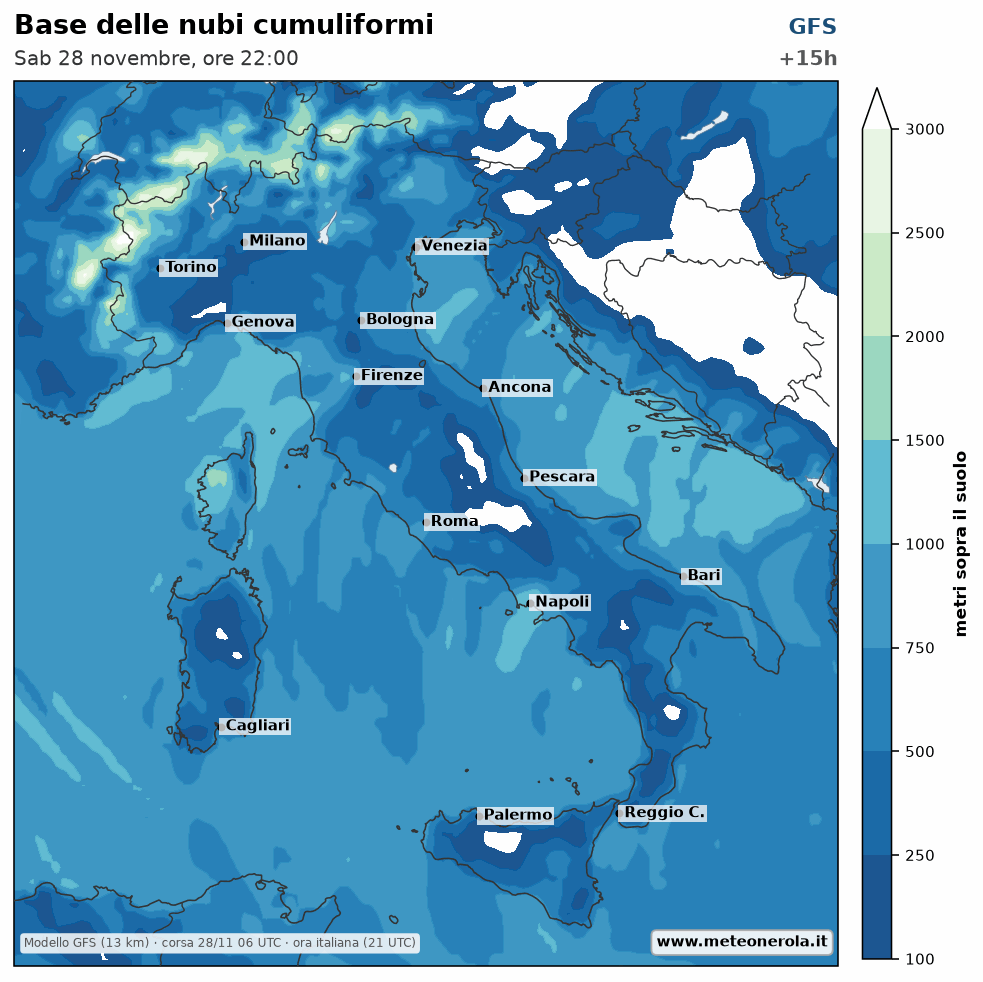 Base delle nubi cumuliformi
GFS
Sab 28 novembre, ore 22:00
+15h
Milano
Venezia
Torino
Genova
Bologna
Firenze
Ancona
Pescara
Roma
Bari
Napoli
Cagliari
Palermo
Reggio C.
3000
2500
2000
1500
1000
750
500
250
100
metri sopra il suolo
Modello GFS (13 km) · corsa 28/11 06 UTC · ora italiana (21 UTC)
www.meteonerola.it